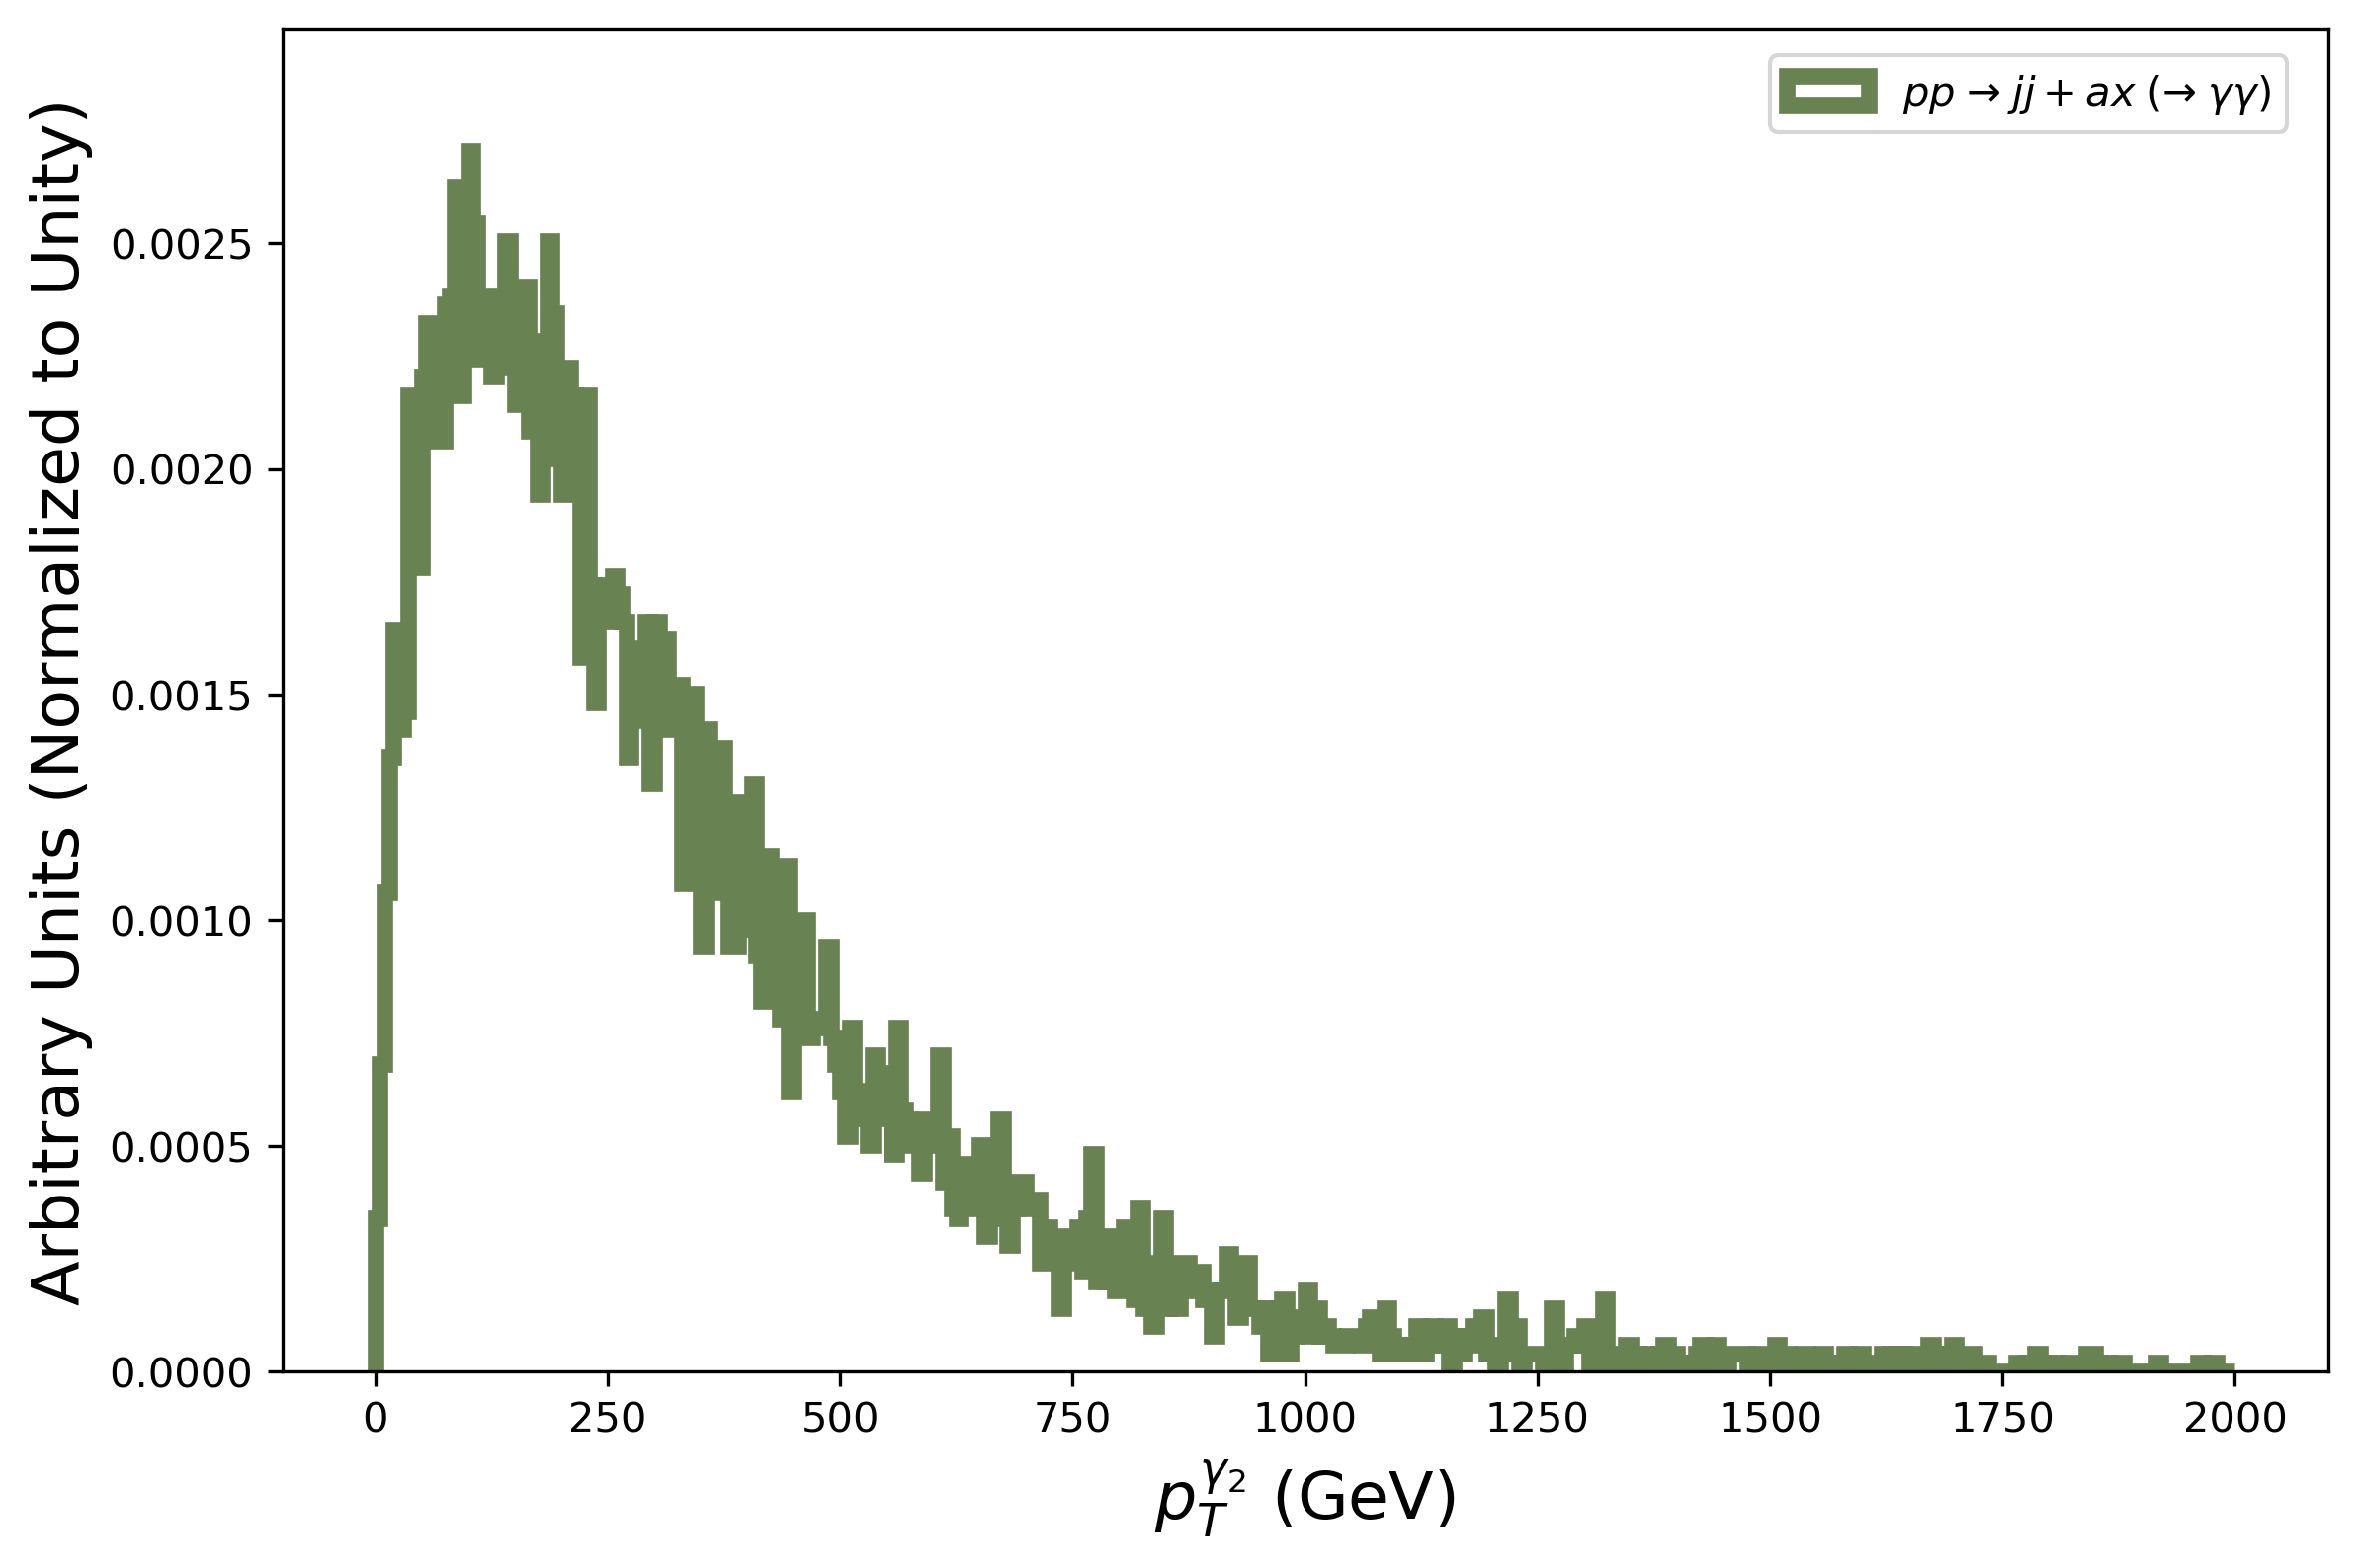 pp → jj + ax (→ γγ)
Arbitrary Units (Normalized to Unity)
0.0025
0.0020
0.0015
0.0010
0.0005
0.0000
0 250 500 750 1000 1250 1500 1750 2000
$p_T^{\gamma_2}$ (GeV)